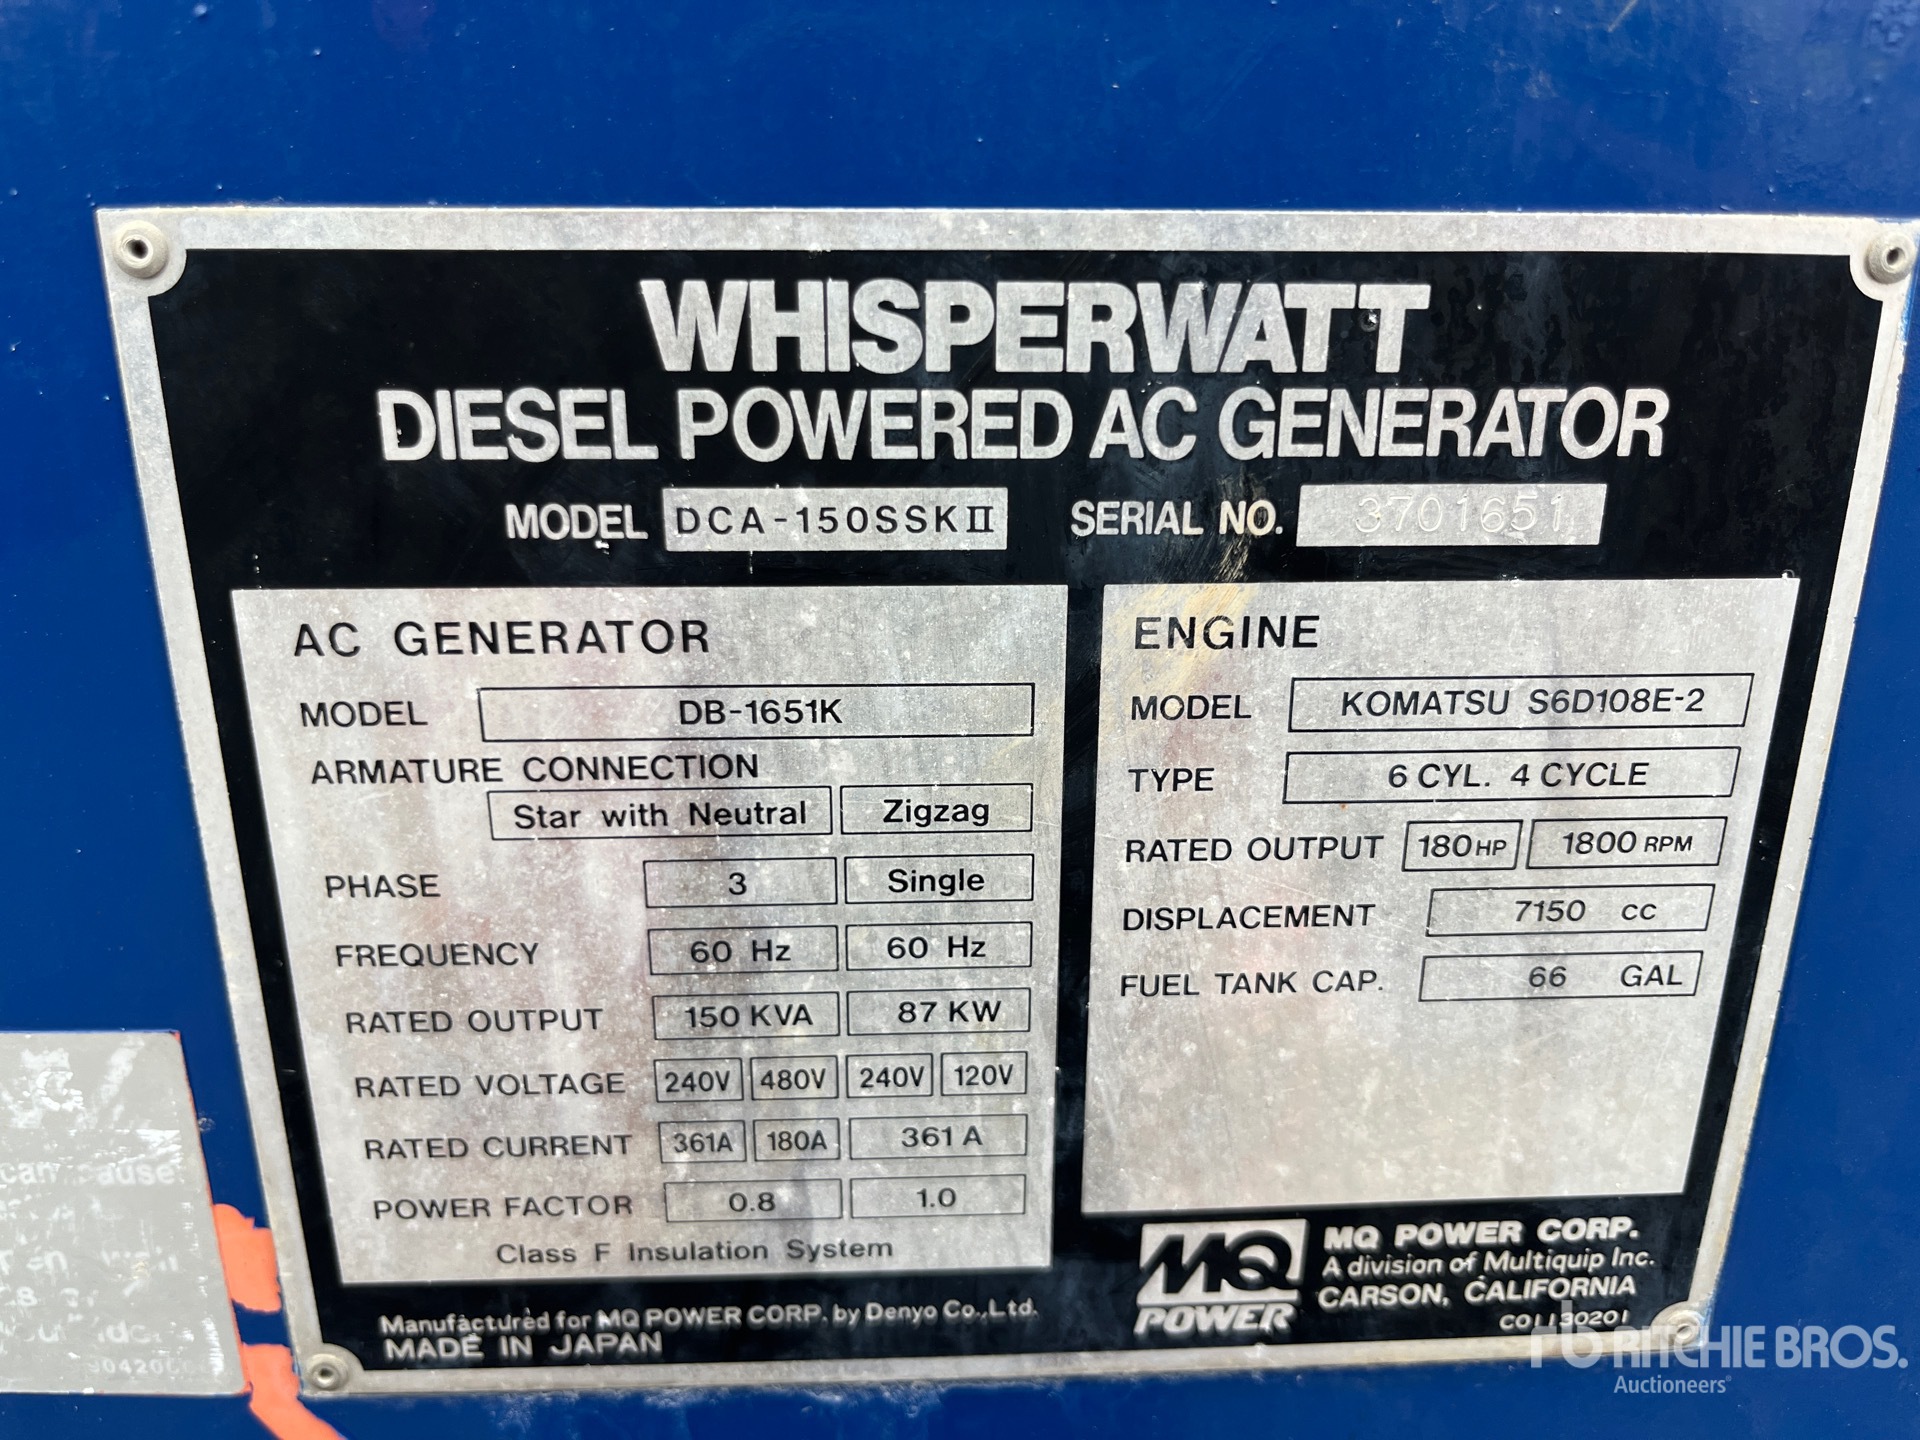 WHISPERWATT
DIESEL POWERED AC GENERATOR
MODEL DCA-150SSKII SERIAL NO. 3701651
AC GENERATOR
MODEL DB-1651K
ARMATURE CONNECTION
Star with Neutral Zigzag
PHASE 3 Single
FREQUENCY 60 Hz 60 Hz
RATED OUTPUT 150 KVA 87 KW
RATED VOLTAGE 240V 480V 240V 120V
RATED CURRENT 361A 180A 361 A
POWER FACTOR 0.8 1.0
Class F Insulation System
ENGINE
MODEL KOMATSU S6D108E-2
TYPE 6 CYL. 4 CYCLE
RATED OUTPUT 180 HP 1800 RPM
DISPLACEMENT 7150 cc
FUEL TANK CAP. 66 GAL
Manufactured for MQ POWER CORP. by Denyo Co., Ltd.
MADE IN JAPAN
MQ
POWER
MQ POWER CORP.
A division of Multiquip Inc.
CARSON, CALIFORNIA
C01130201
can cause
rb RITCHIE BROS.
Auctioneers